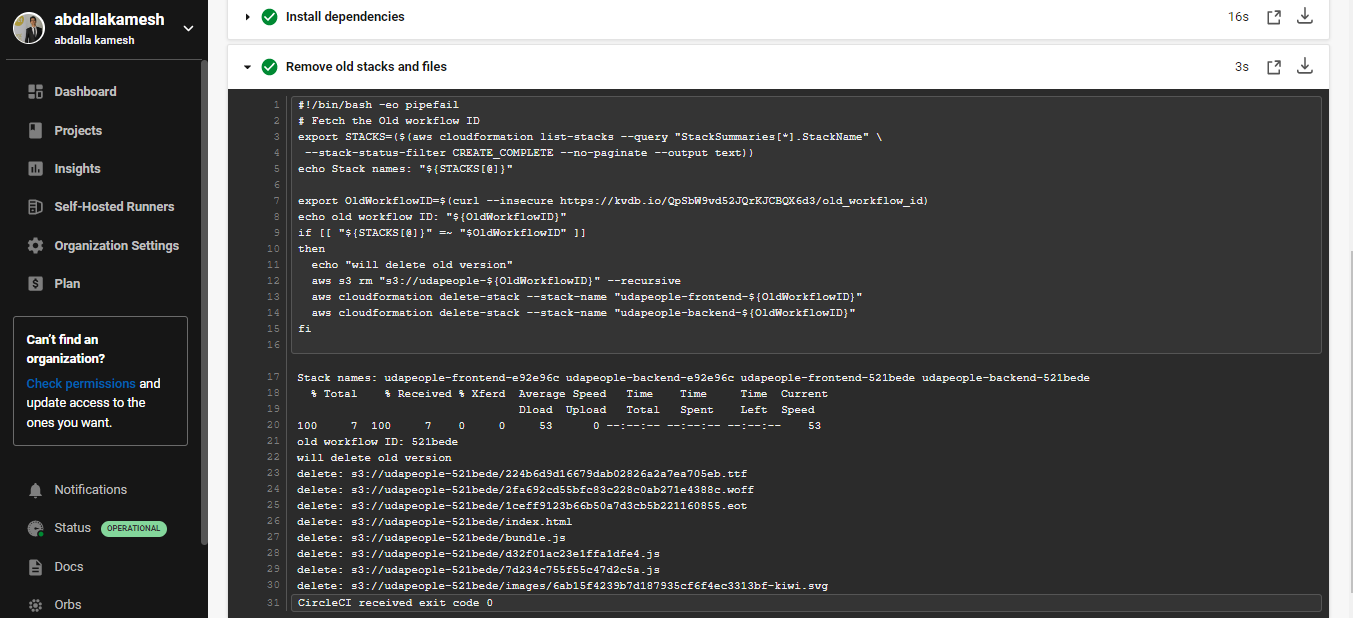 abdallakamesh
abdalla kamesh
Dashboard
Projects
Insights
Self-Hosted Runners
Organization Settings
Plan
Can't find an
organization?
Check permissions and
update access to the
ones you want.
Notifications
Status OPERATIONAL
Docs
Orbs
Install dependencies 16s
Remove old stacks and files 3s
1 #!/bin/bash -eo pipefail
2 # Fetch the Old workflow ID
3 export STACKS=($(aws cloudformation list-stacks --query "StackSummaries[*].StackName" \
4 --stack-status-filter CREATE_COMPLETE --no-paginate --output text))
5 echo Stack names: "${STACKS[@]}"
6
7 export OldWorkflowID=$(curl --insecure https://kvdb.io/QpSbW9vd52JQrKJCBQX6d3/old_workflow_id)
8 echo old workflow ID: "${OldWorkflowID}"
9 if [[ "${STACKS[@]}" =~ "$OldWorkflowID" ]]
10 then
11 echo "will delete old version"
12 aws s3 rm "s3://udapeople-${OldWorkflowID}" --recursive
13 aws cloudformation delete-stack --stack-name "udapeople-frontend-${OldWorkflowID}"
14 aws cloudformation delete-stack --stack-name "udapeople-backend-${OldWorkflowID}"
15 fi
16
17 Stack names: udapeople-frontend-e92e96c udapeople-backend-e92e96c udapeople-frontend-521bede udapeople-backend-521bede
18 % Total % Received % Xferd Average Speed Time Time Time Current
19 Dload Upload Total Spent Left Speed
20 100 7 100 7 0 0 53 0 --:--:-- --:--:-- --:--:-- 53
21 old workflow ID: 521bede
22 will delete old version
23 delete: s3://udapeople-521bede/224b6d9d16679dab02826a2a7ea705eb.ttf
24 delete: s3://udapeople-521bede/2fa692cd55bfc83c228c0ab271e4388c.woff
25 delete: s3://udapeople-521bede/1ceff9123b66b50a7d3cb5b221160855.eot
26 delete: s3://udapeople-521bede/index.html
27 delete: s3://udapeople-521bede/bundle.js
28 delete: s3://udapeople-521bede/d32f01ac23e1ffa1dfe4.js
29 delete: s3://udapeople-521bede/7d234c755f55c47d2c5a.js
30 delete: s3://udapeople-521bede/images/6ab15f4239b7d187935cf6f4ec3313bf-kiwi.svg
31 CircleCI received exit code 0